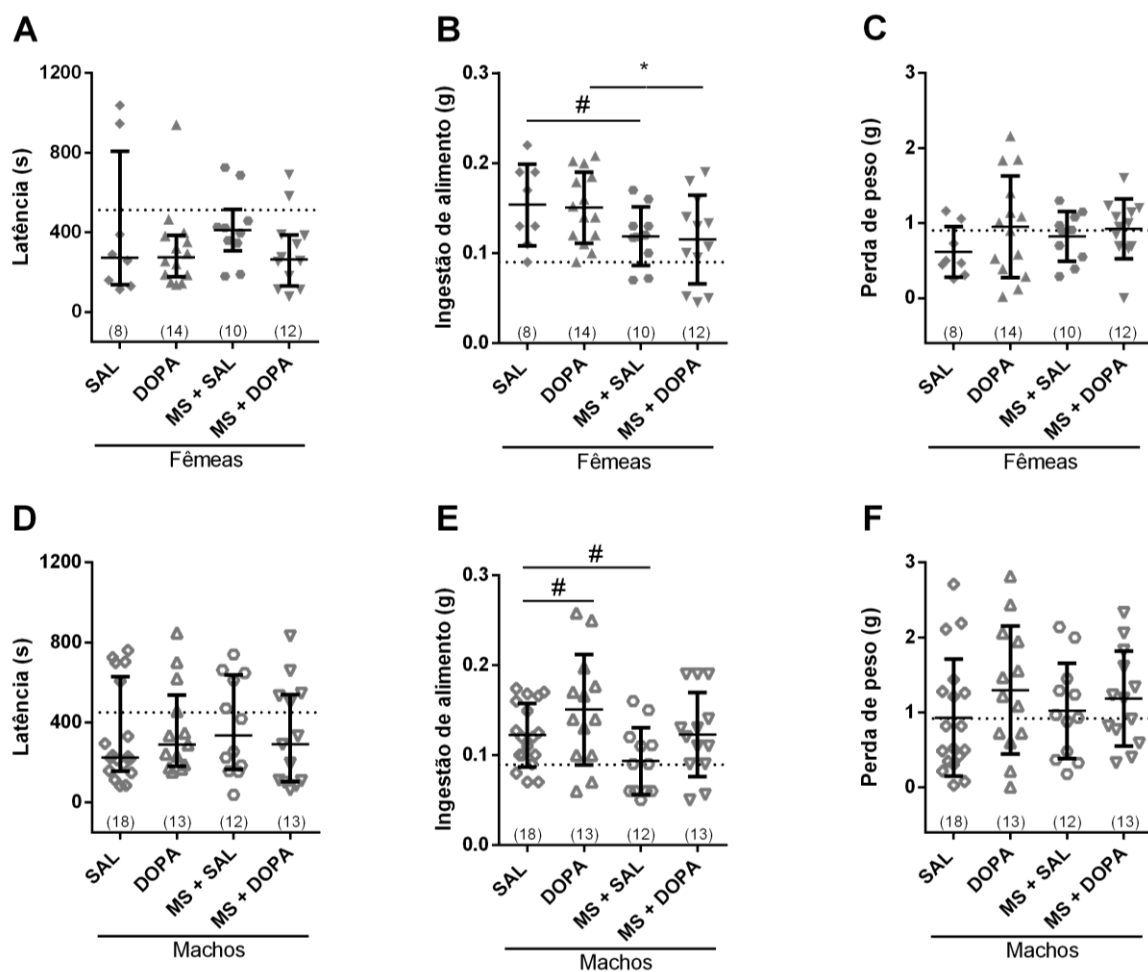 A
Latência (s)
1200
800
400
0
(8) (14) (10) (12)
SAL
DOPA
MS + SAL
MS + DOPA
Fêmeas
B
Ingestão de alimento (g)
0.3
0.2
0.1
0.0
*
#
(8) (14) (10) (12)
SAL
DOPA
MS + SAL
MS + DOPA
Fêmeas
C
Perda de peso (g)
3
2
1
0
(8) (14) (10) (12)
SAL
DOPA
MS + SAL
MS + DOPA
Fêmeas
D
Latência (s)
1200
800
400
0
(18) (13) (12) (13)
SAL
DOPA
MS + SAL
MS + DOPA
Machos
E
Ingestão de alimento (g)
0.3
0.2
0.1
0.0
#
#
(18) (13) (12) (13)
SAL
DOPA
MS + SAL
MS + DOPA
Machos
F
Perda de peso (g)
3
2
1
0
(18) (13) (12) (13)
SAL
DOPA
MS + SAL
MS + DOPA
Machos